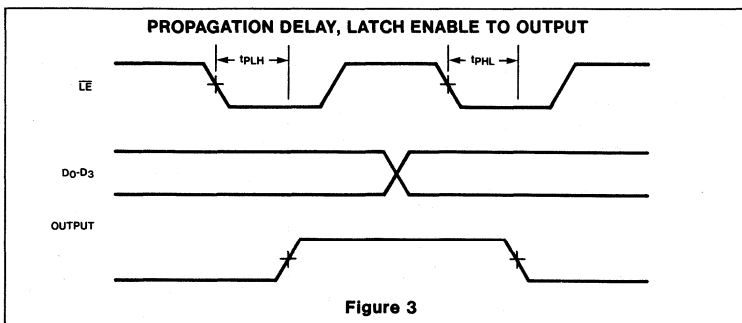 PROPAGATION DELAY, LATCH ENABLE TO OUTPUT
tPLH
tPHL
LE
D0-D3
OUTPUT
Figure 3